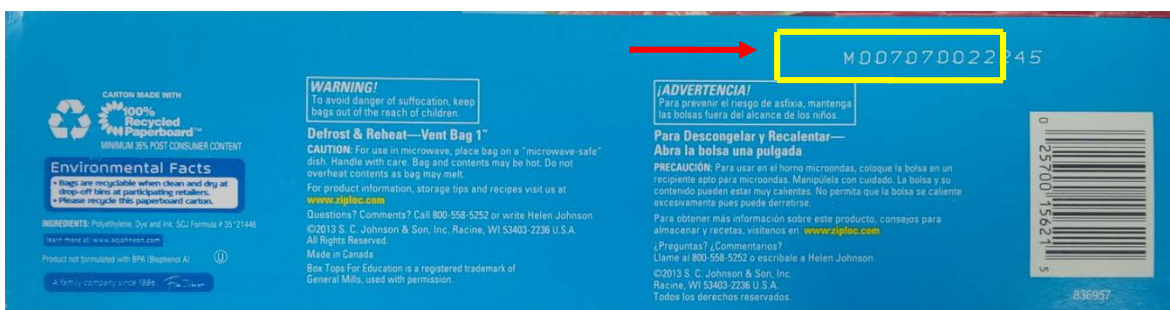 M007070022245
CARTON MADE WITH
100%
Recycled
Paperboard™
MINIMUM 35% POST CONSUMER CONTENT
Environmental Facts
• Bags are recyclable when clean and dry at
drop-off bins at participating retailers.
• Please recycle this paperboard carton.
INGREDIENTS: Polyethylene, Dye and Ink. SCJ Formula # 35*21446
learn more at: www.scjohnson.com
Product not formulated with BPA (Bisphenol A)
U
A family company since 1886.
WARNING!
To avoid danger of suffocation, keep
bags out of the reach of children.
Defrost & Reheat—Vent Bag 1"
CAUTION: For use in microwave, place bag on a "microwave-safe"
dish. Handle with care. Bag and contents may be hot. Do not
overheat contents as bag may melt.
For product information, storage tips and recipes visit us at
www.ziploc.com
Questions? Comments? Call 800-558-5252 or write Helen Johnson
©2013 S. C. Johnson & Son, Inc. Racine, WI 53403-2236 U.S.A.
All Rights Reserved.
Made in Canada
Box Tops For Education is a registered trademark of
General Mills, used with permission.
¡ADVERTENCIA!
Para prevenir el riesgo de asfixia, mantenga
las bolsas fuera del alcance de los niños.
Para Descongelar y Recalentar—
Abra la bolsa una pulgada
PRECAUCIÓN: Para usar en el horno microondas, coloque la bolsa en un
recipiente apto para microondas. Manipúlela con cuidado. La bolsa y su
contenido pueden estar muy calientes. No permita que la bolsa se caliente
excesivamente pues puede derretirse.
Para obtener más información sobre este producto, consejos para
almacenar y recetas, visítenos en www.ziploc.com
¿Preguntas? ¿Commentarios?
Llame al 800-558-5252 o escríbale a Helen Johnson
©2013 S. C. Johnson & Son, Inc.
Racine, WI 53403-2236 U.S.A.
Todos los derechos reservados.
0 25700 15621 5
836957